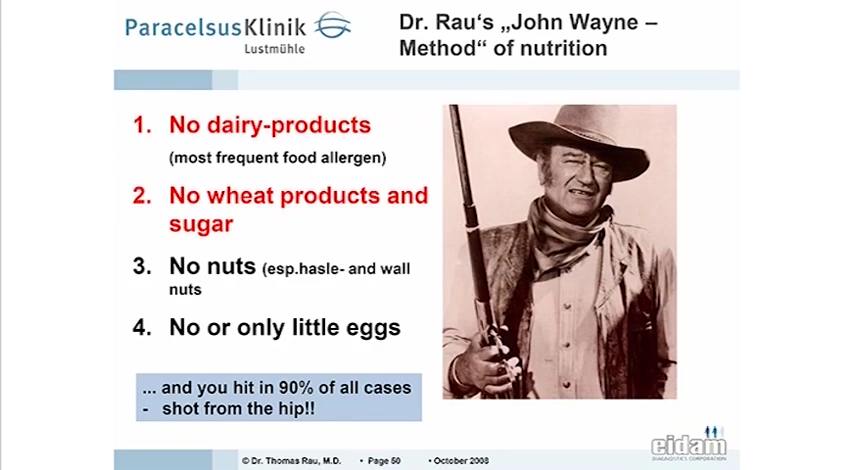 ParacelsusKlinik
Lustmühle
Dr. Rau‘s „John Wayne –
Method“ of nutrition
1. No dairy-products
(most frequent food allergen)
2. No wheat products and
sugar
3. No nuts (esp.hasle- and wall
nuts
4. No or only little eggs
... and you hit in 90% of all cases
- shot from the hip!!
eidam
DIAGNOSTICS CORPORATION
© Dr. Thomas Rau, M.D. • Page 50 • October 2008